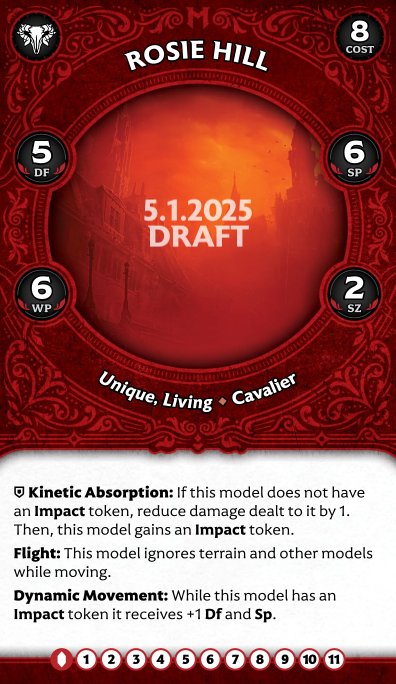 8
COST
ROSIE HILL
5
DF
6
SP
5.1.2025
DRAFT
6
WP
2
SZ
Unique, Living • Cavalier
Kinetic Absorption: If this model does not have
an Impact token, reduce damage dealt to it by 1.
Then, this model gains an Impact token.
Flight: This model ignores terrain and other models
while moving.
Dynamic Movement: While this model has an
Impact token it receives +1 Df and Sp.
1 2 3 4 5 6 7 8 9 10 11